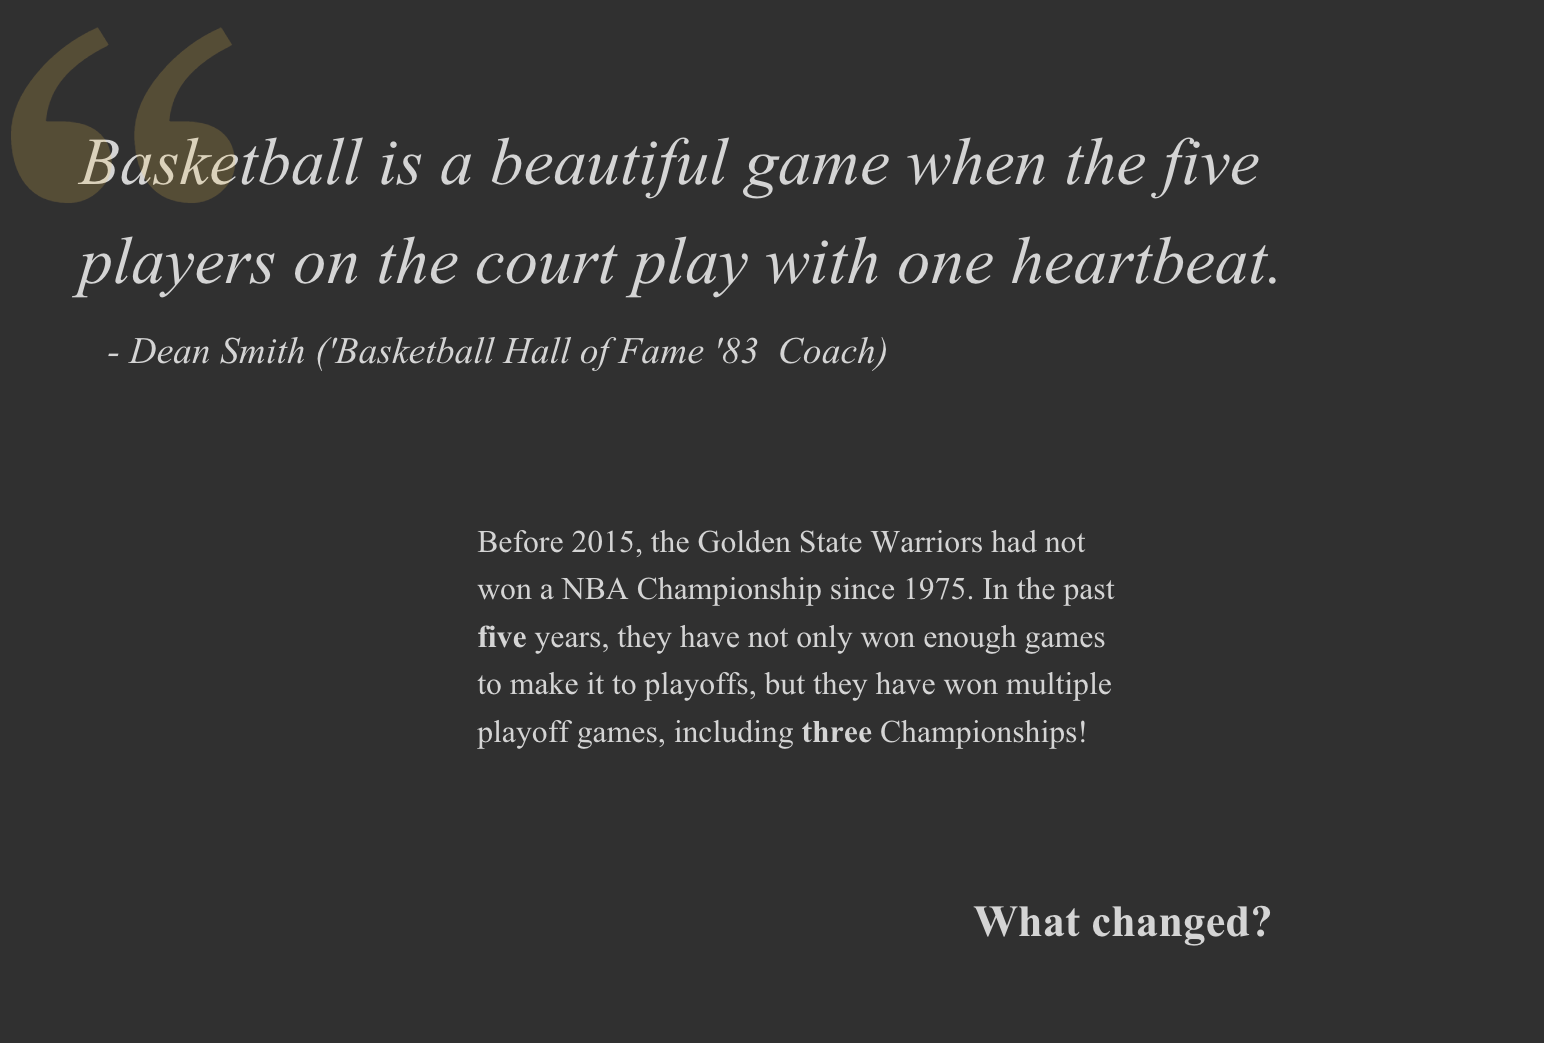 “
Basketball is a beautiful game when the five
players on the court play with one heartbeat.
- Dean Smith ('Basketball Hall of Fame '83  Coach)
Before 2015, the Golden State Warriors had not
won a NBA Championship since 1975. In the past
five years, they have not only won enough games
to make it to playoffs, but they have won multiple
playoff games, including three Championships!
What changed?